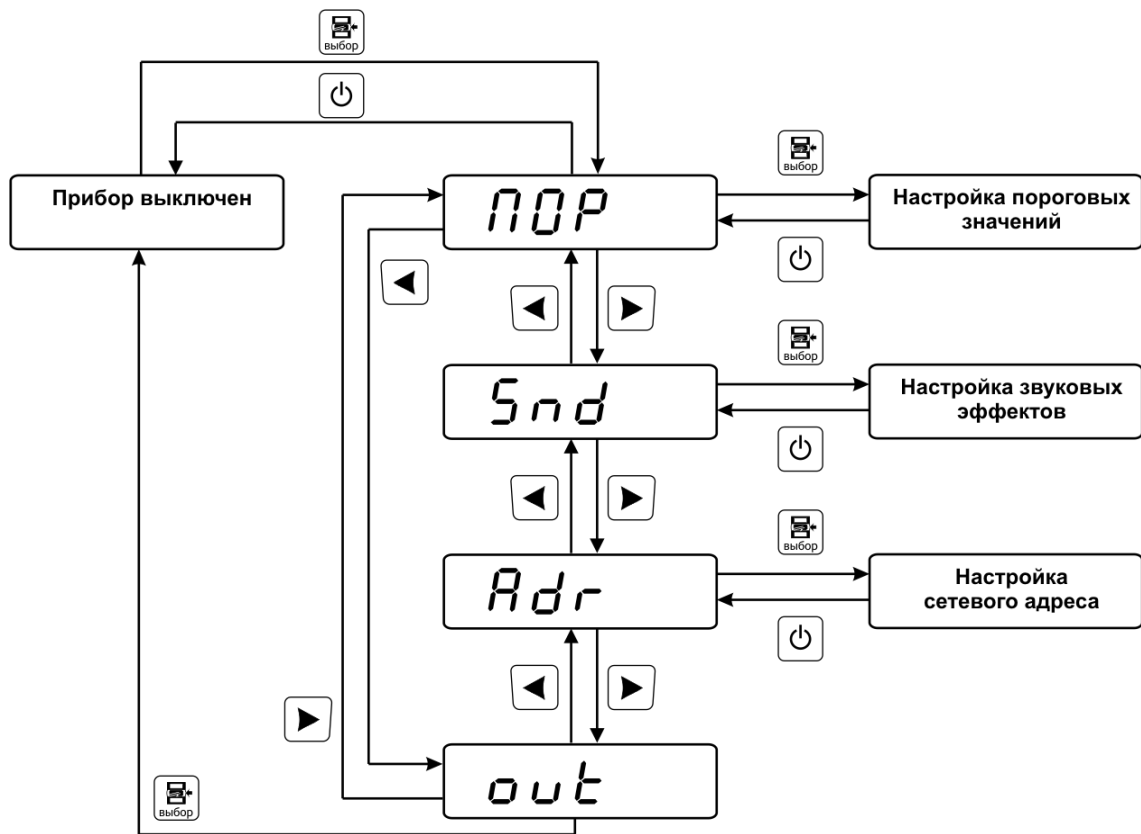 выбор
Прибор выключен
ПОР
выбор
Настройка пороговых
значений
Snd
выбор
Настройка звуковых
эффектов
Adr
выбор
Настройка
сетевого адреса
out
выбор